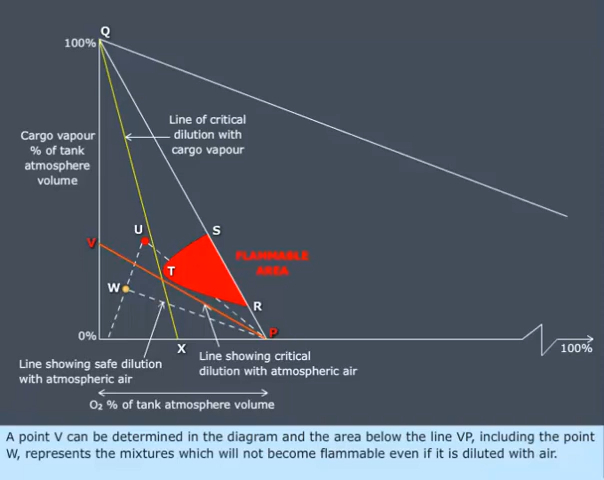 Q
100%
Line of critical
dilution with
cargo vapour
Cargo vapour
% of tank
atmosphere
volume
U
S
V
FLAMMABLE
AREA
T
W
R
P
0%
X
100%
Line showing safe dilution
with atmospheric air
Line showing critical
dilution with atmospheric air
O₂ % of tank atmosphere volume
A point V can be determined in the diagram and the area below the line VP, including the point
W, represents the mixtures which will not become flammable even if it is diluted with air.